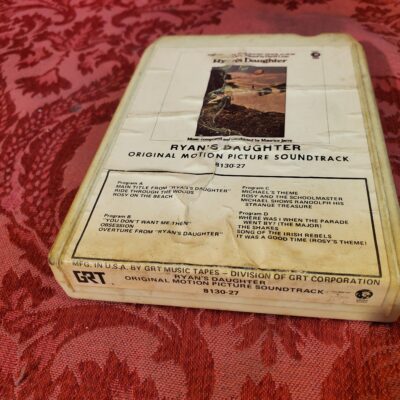 Ryan's Daughter
Music composed and conducted by Maurice Jarre
RYAN'S DAUGHTER
ORIGINAL MOTION PICTURE SOUNDTRACK
8130-27
Program A
MAIN TITLE FROM "RYAN'S DAUGHTER"
RIDE THROUGH THE WOODS
ROSY ON THE BEACH
Program B
"YOU DON'T WANT ME THEN"
OBSESSION
OVERTURE FROM "RYAN'S DAUGHTER"
Program C
MICHAEL'S THEME
ROSY AND THE SCHOOLMASTER
MICHAEL SHOWS RANDOLPH HIS
STRANGE TREASURE
Program D
WHERE WAS I WHEN THE PARADE
WENT BY? (THE MAJOR)
THE SHAKES
SONG OF THE IRISH REBELS
IT WAS A GOOD TIME (ROSY'S THEME)
MFG. IN U.S.A. BY GRT MUSIC TAPES – DIVISION OF GRT CORPORATION
GRT
RYAN'S DAUGHTER
ORIGINAL MOTION PICTURE SOUNDTRACK
8130-27